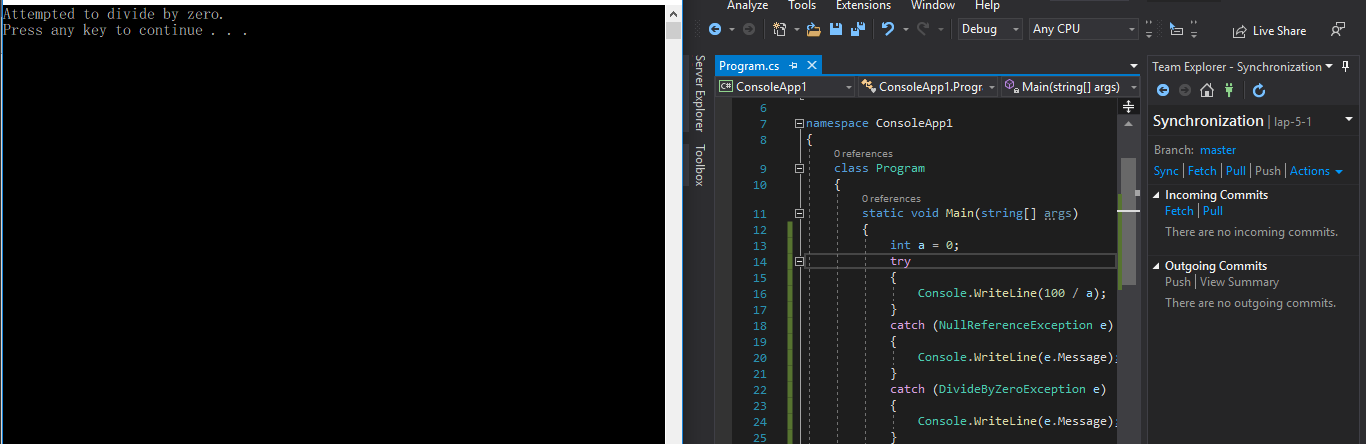 Attempted to divide by zero.
Press any key to continue . . .
Analyze Tools Extensions Window Help
Debug Any CPU Live Share
Server Explorer
Toolbox
Program.cs
ConsoleApp1 ConsoleApp1.Progr Main(string[] args)
6
7 namespace ConsoleApp1
8 {
0 references
9 class Program
10 {
0 references
11 static void Main(string[] args)
12 {
13 int a = 0;
14 try
15 {
16 Console.WriteLine(100 / a);
17 }
18 catch (NullReferenceException e)
19 {
20 Console.WriteLine(e.Message);
21 }
22 catch (DivideByZeroException e)
23 {
24 Console.WriteLine(e.Message);
25 }
Team Explorer - Synchronization
Synchronization | lap-5-1
Branch: master
Sync | Fetch | Pull | Push | Actions
Incoming Commits
Fetch | Pull
There are no incoming commits.
Outgoing Commits
Push | View Summary
There are no outgoing commits.